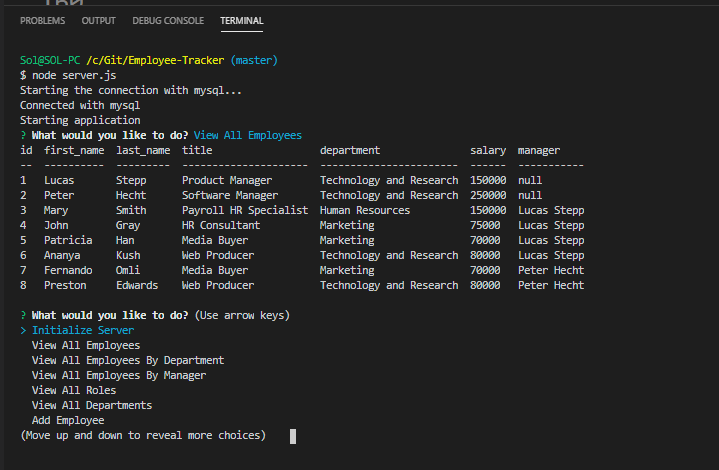 PROBLEMS OUTPUT DEBUG CONSOLE TERMINAL
Sol@SOL-PC /c/Git/Employee-Tracker (master)
$ node server.js
Starting the connection with mysql...
Connected with mysql
Starting application
? What would you like to do? View All Employees
id first_name last_name title department salary manager
-- ---------- --------- --------------------- ----------------------- ------ -----------
1 Lucas Stepp Product Manager Technology and Research 150000 null
2 Peter Hecht Software Manager Technology and Research 250000 null
3 Mary Smith Payroll HR Specialist Human Resources 150000 Lucas Stepp
4 John Gray HR Consultant Marketing 75000 Lucas Stepp
5 Patricia Han Media Buyer Marketing 70000 Lucas Stepp
6 Ananya Kush Web Producer Technology and Research 80000 Lucas Stepp
7 Fernando Omli Media Buyer Marketing 70000 Peter Hecht
8 Preston Edwards Web Producer Technology and Research 80000 Peter Hecht
? What would you like to do? (Use arrow keys)
> Initialize Server
View All Employees
View All Employees By Department
View All Employees By Manager
View All Roles
View All Departments
Add Employee
(Move up and down to reveal more choices)